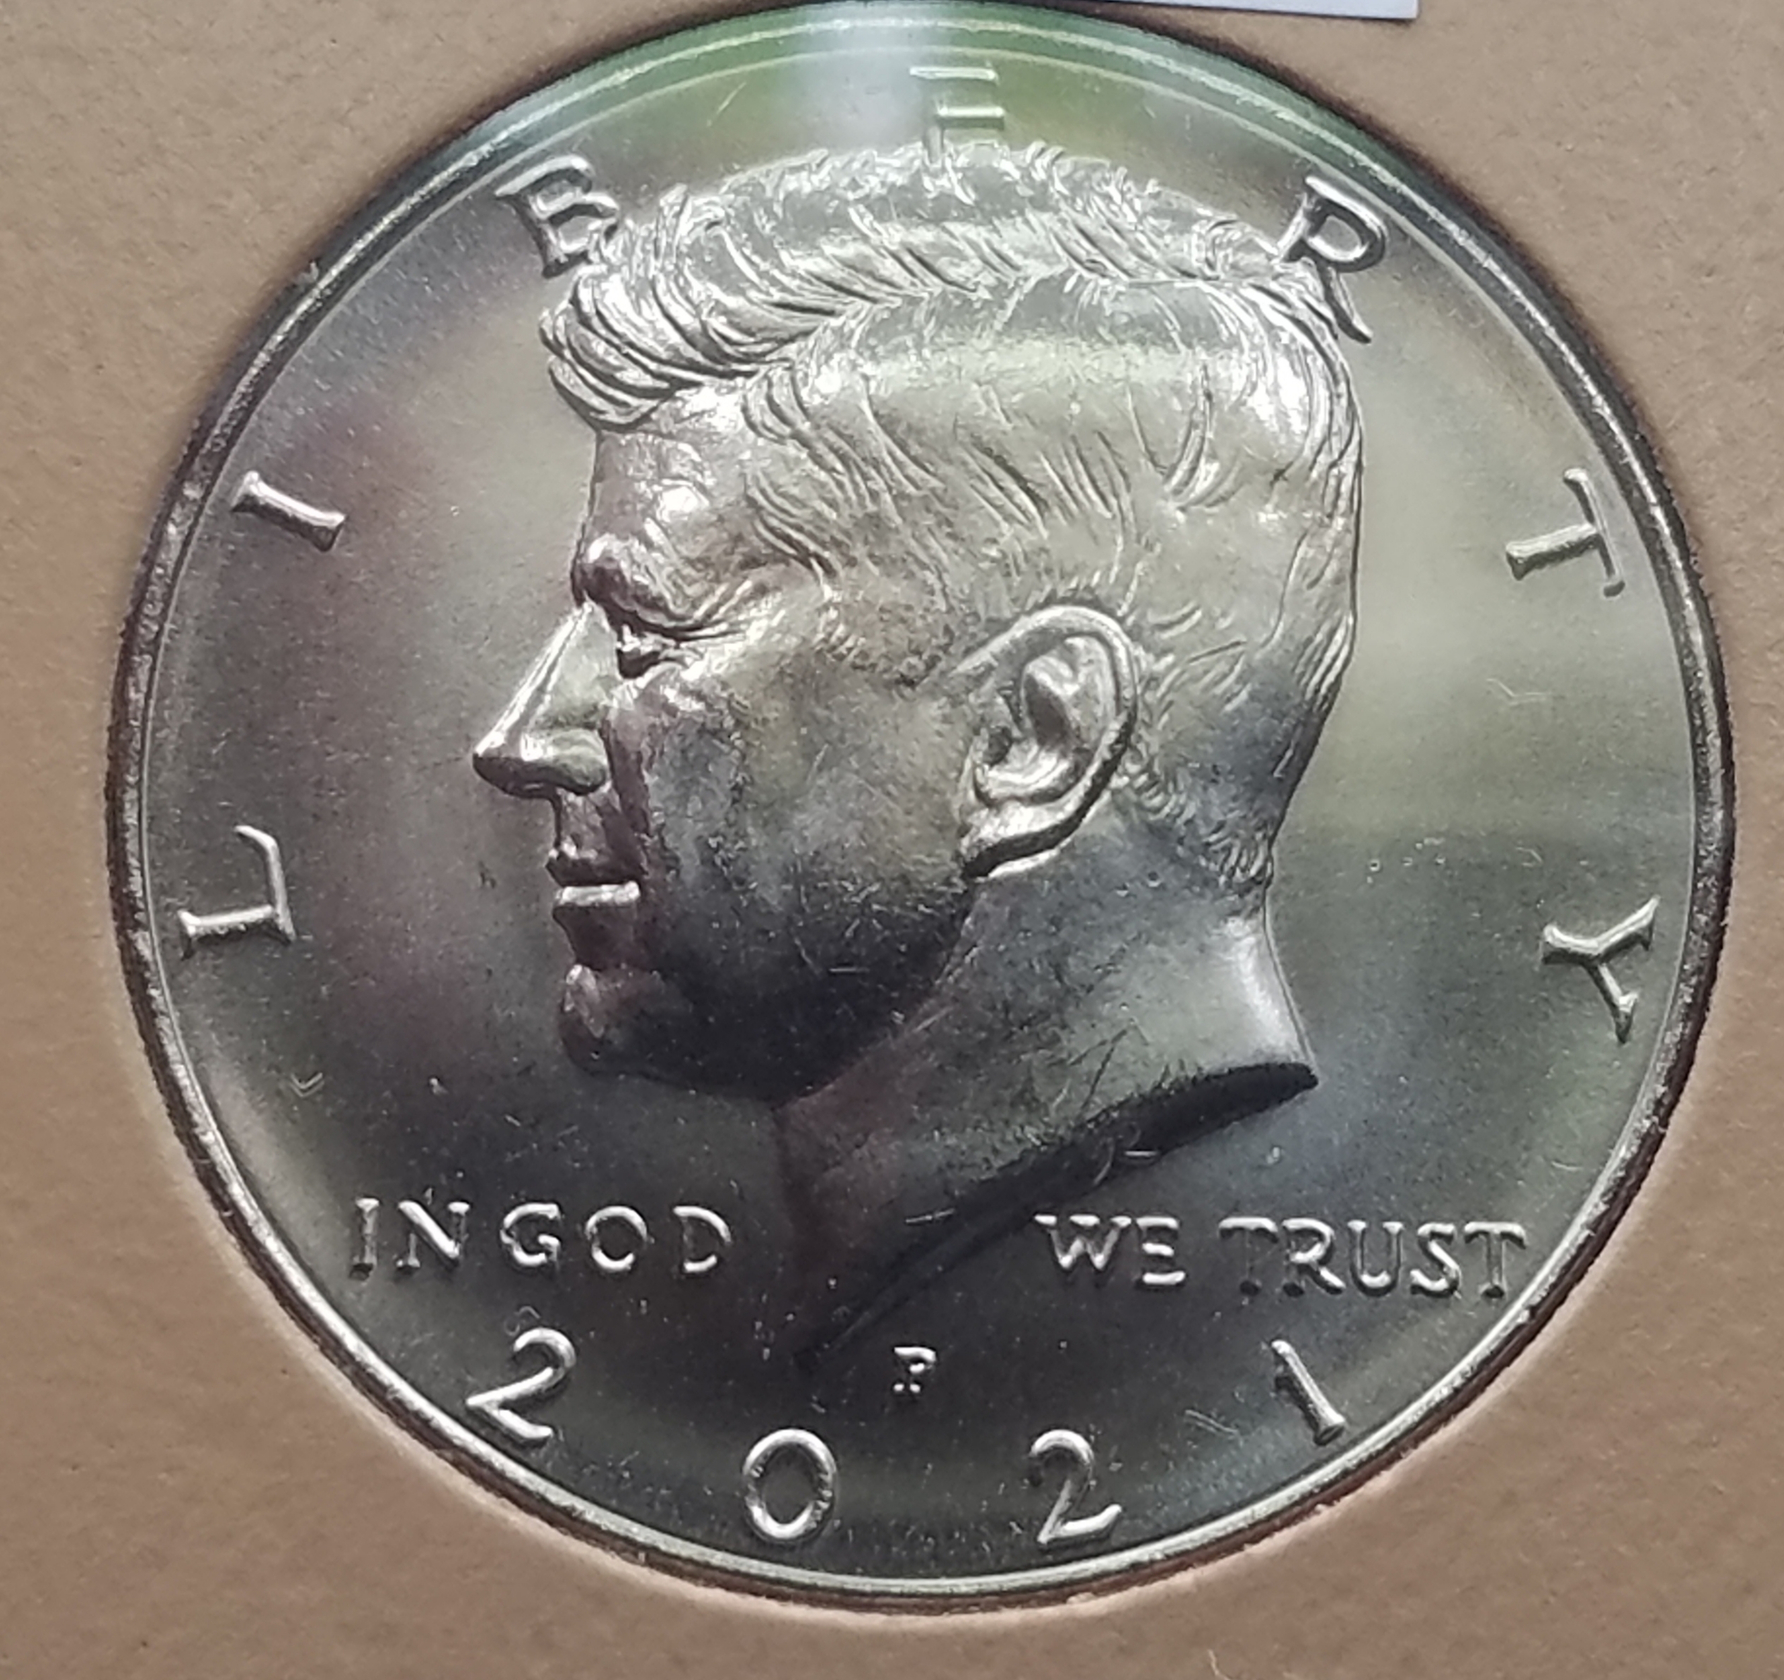 LIBERTY
IN GOD WE TRUST
P
2021